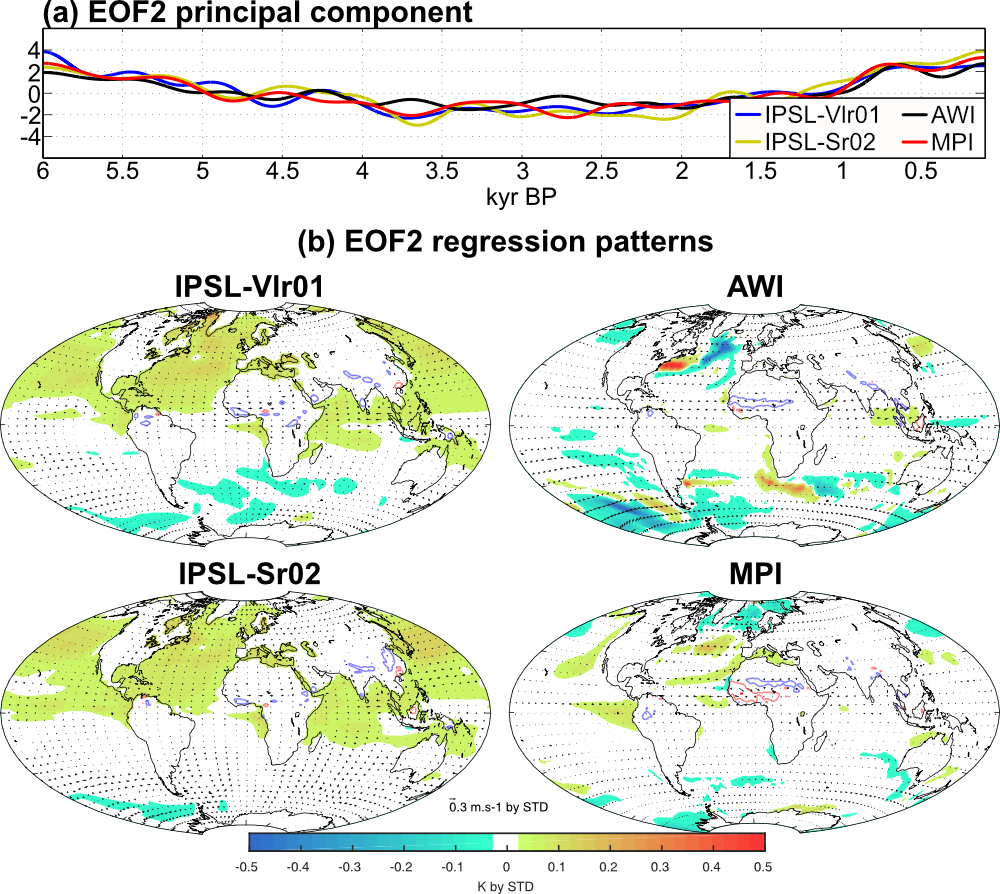 (a) EOF2 principal component
4
2
0
-2
-4
6 5.5 5 4.5 4 3.5 3 2.5 2 1.5 1 0.5
kyr BP
IPSL-Vlr01 AWI
IPSL-Sr02 MPI
(b) EOF2 regression patterns
IPSL-Vlr01 AWI
IPSL-Sr02 MPI
0.3 m.s-1 by STD
-0.5 -0.4 -0.3 -0.2 -0.1 0 0.1 0.2 0.3 0.4 0.5
K by STD